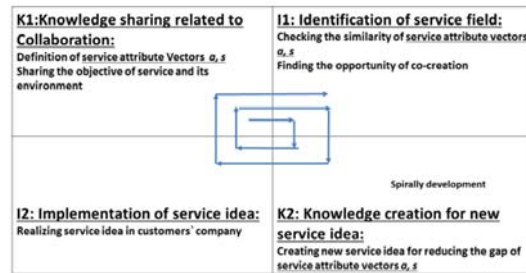 K1:Knowledge sharing related to
Collaboration:
Definition of service attribute Vectors a, s
Sharing the objective of service and its
environment
I1: Identification of service field:
Checking the similarity of service attribute vectors
a, s
Finding the opportunity of co-creation
Spirally development
I2: Implementation of service idea:
Realizing service idea in customers` company
K2: Knowledge creation for new
service idea:
Creating new service idea for reducing the gap of
service attribute vectors a, s